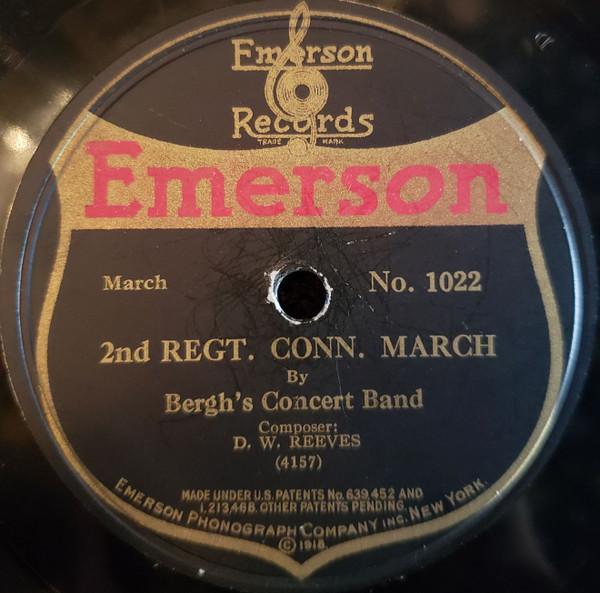 Emerson
Records
TRADE MARK
Emerson
March No. 1022
2nd REGT. CONN. MARCH
By
Bergh's Concert Band
Composer:
D. W. REEVES
(4157)
MADE UNDER U.S. PATENTS No. 639,452 AND
1,213,468. OTHER PATENTS PENDING.
EMERSON PHONOGRAPH COMPANY INC. NEW YORK.
© 1918.